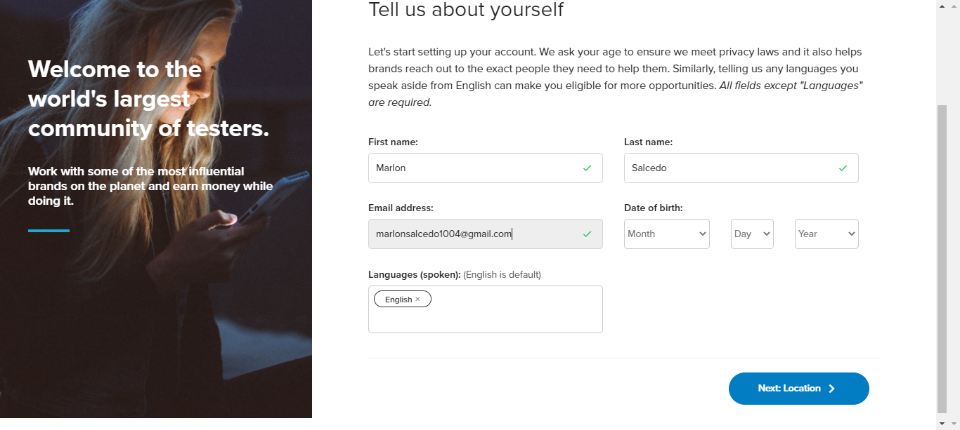 Tell us about yourself
Welcome to the
world's largest
community of testers.
Work with some of the most influential
brands on the planet and earn money while
doing it.
Let's start setting up your account. We ask your age to ensure we meet privacy laws and it also helps
brands reach out to the exact people they need to help them. Similarly, telling us any languages you
speak aside from English can make you eligible for more opportunities. All fields except "Languages"
are required.
First name:
Last name:
Marlon
Salcedo
Email address:
Date of birth:
marlonsalcedo1004@gmail.com
Month
Day
Year
Languages (spoken): (English is default)
English ×
Next: Location